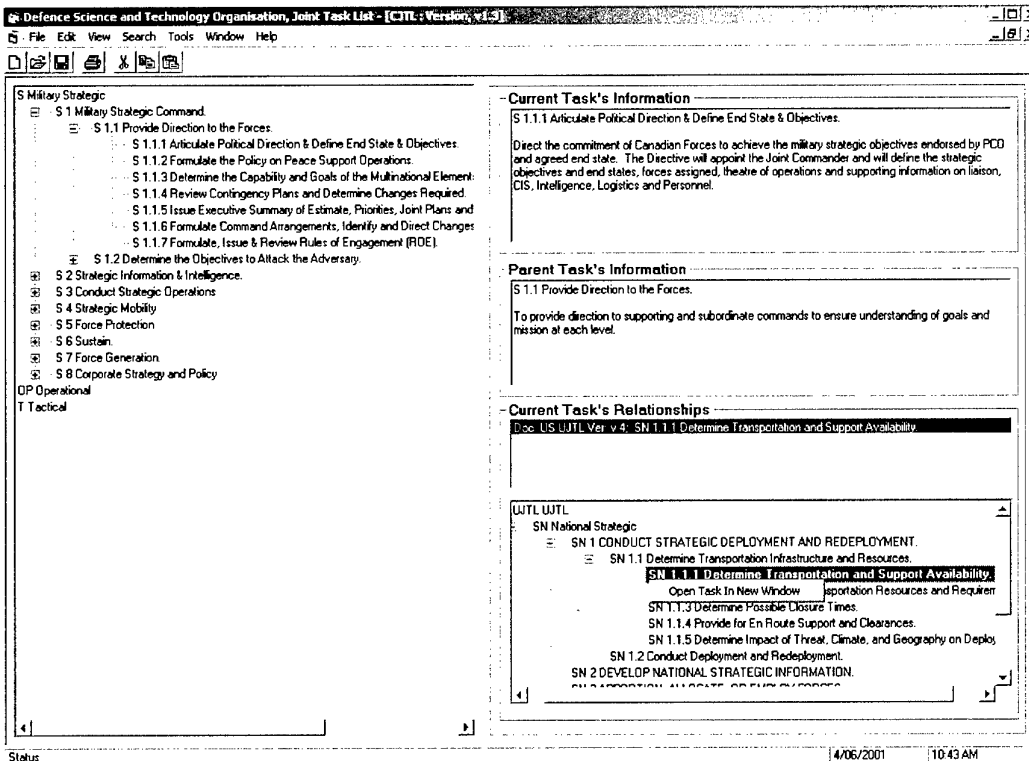 Defence Science and Technology Organisation, Joint Task List - [CJTL : Version, v1.3]
File Edit View Search Tools Window Help
S Military Strategic
S 1 Military Strategic Command.
S 1.1 Provide Direction to the Forces.
S 1.1.1 Articulate Political Direction & Define End State & Objectives.
S 1.1.2 Formulate the Policy on Peace Support Operations.
S 1.1.3 Determine the Capability and Goals of the Multinational Element:
S 1.1.4 Review Contingency Plans and Determine Changes Required.
S 1.1.5 Issue Executive Summary of Estimate, Priorities, Joint Plans and
S 1.1.6 Formulate Command Arrangements, Identify and Direct Changes
S 1.1.7 Formulate, Issue & Review Rules of Engagement (ROE).
S 1.2 Determine the Objectives to Attack the Adversary.
S 2 Strategic Information & Intelligence.
S 3 Conduct Strategic Operations
S 4 Strategic Mobility
S 5 Force Protection
S 6 Sustain.
S 7 Force Generation.
S 8 Corporate Strategy and Policy
OP Operational
T Tactical
Current Task's Information
S 1.1.1 Articulate Political Direction & Define End State & Objectives.
Direct the commitment of Canadian Forces to achieve the military strategic objectives endorsed by PCO
and agreed end state. The Directive will appoint the Joint Commander and will define the strategic
objectives and end states, forces assigned, theatre of operations and supporting information on liaison,
CIS, Intelligence, Logistics and Personnel.
Parent Task's Information
S 1.1 Provide Direction to the Forces.
To provide direction to supporting and subordinate commands to ensure understanding of goals and
mission at each level.
Current Task's Relationships
Doc: US UJTL Ver: v 4; SN 1.1.1 Determine Transportation and Support Availability.
UJTL UJTL
SN National Strategic
SN 1 CONDUCT STRATEGIC DEPLOYMENT AND REDEPLOYMENT.
SN 1.1 Determine Transportation Infrastructure and Resources.
SN 1.1.1 Determine Transportation and Support Availability.
Open Task In New Window sportation Resources and Requirem
SN 1.1.3 Determine Possible Closure Times.
SN 1.1.4 Provide for En Route Support and Clearances.
SN 1.1.5 Determine Impact of Threat, Climate, and Geography on Deploy
SN 1.2 Conduct Deployment and Redeployment.
SN 2 DEVELOP NATIONAL STRATEGIC INFORMATION.
SN 3 APPORTION, ALLOCATE, OR EMPLOY FORCES
Status 4/06/2001 10:43 AM